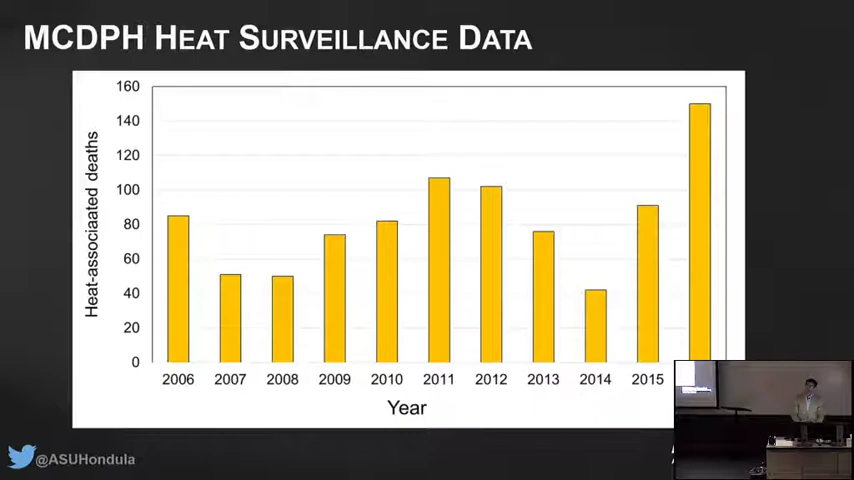 MCDPH HEAT SURVEILLANCE DATA
160
140
120
100
80
60
40
20
0
Heat-associaated deaths
2006 2007 2008 2009 2010 2011 2012 2013 2014 2015
Year
@ASUHondula